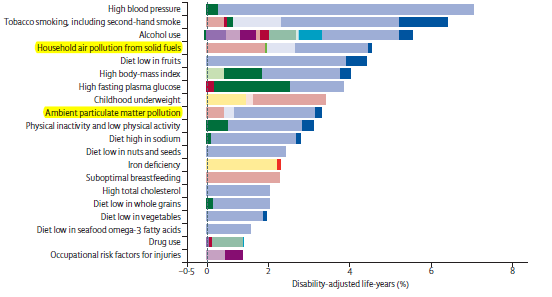 High blood pressure
Tobacco smoking, including second-hand smoke
Alcohol use
Household air pollution from solid fuels
Diet low in fruits
High body-mass index
High fasting plasma glucose
Childhood underweight
Ambient particulate matter pollution
Physical inactivity and low physical activity
Diet high in sodium
Diet low in nuts and seeds
Iron deficiency
Suboptimal breastfeeding
High total cholesterol
Diet low in whole grains
Diet low in vegetables
Diet low in seafood omega-3 fatty acids
Drug use
Occupational risk factors for injuries
–0·5 0 2 4 6 8
Disability-adjusted life-years (%)